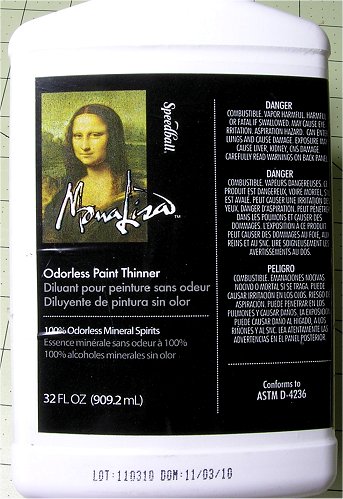 Speedball
Mona Lisa™
Odorless Paint Thinner
Diluant pour peinture sans odeur
Diluyente de pintura sin olor
100% Odorless Mineral Spirits
Essence minérale sans odeur à 100%
100% alcoholes minerales sin olor
32 FL OZ (909.2 mL)
DANGER
COMBUSTIBLE. VAPOR HARMFUL. HARMFUL
OR FATAL IF SWALLOWED. MAY CAUSE EYE
IRRITATION. ASPIRATION HAZARD. CAN ENTER
LUNGS AND CAUSE DAMAGE. EXPOSURE MAY
CAUSE LIVER, KIDNEY, CNS DAMAGE.
CAREFULLY READ WARNINGS ON BACK PANEL.
DANGER
COMBUSTIBLE. VAPEURS DANGEREUSES. CE
PRODUIT EST DANGEREUX, VOIRE MORTEL, S'IL
EST AVALÉ. PEUT CAUSER UNE IRRITATION DES
YEUX. DANGER D'ASPIRATION. PEUT PÉNÉTRER
DANS LES POUMONS ET CAUSER DES
DOMMAGES. L'EXPOSITION À CE PRODUIT
PEUT CAUSER DES DOMMAGES AU FOIE, AUX
REINS ET AU SNC. LIRE SOIGNEUSEMENT LES
AVERTISSEMENTS AU DOS.
PELIGRO
COMBUSTIBLE. EMANACIONES NOCIVAS.
NOCIVO O MORTAL SI SE TRAGA. PUEDE
CAUSAR IRRITACIÓN EN LOS OJOS. RIESGO DE
ASPIRACIÓN. PUEDE PENETRAR EN LOS
PULMONES Y CAUSAR DAÑOS. LA EXPOSICIÓN
PUEDE CAUSAR DAÑO AL HÍGADO, A LOS
RIÑONES Y AL SNC. LEA ATENTAMENTE LAS
ADVERTENCIAS EN EL PANEL POSTERIOR.
Conforms to
ASTM D-4236
LOT:110310 DOM:11/03/10